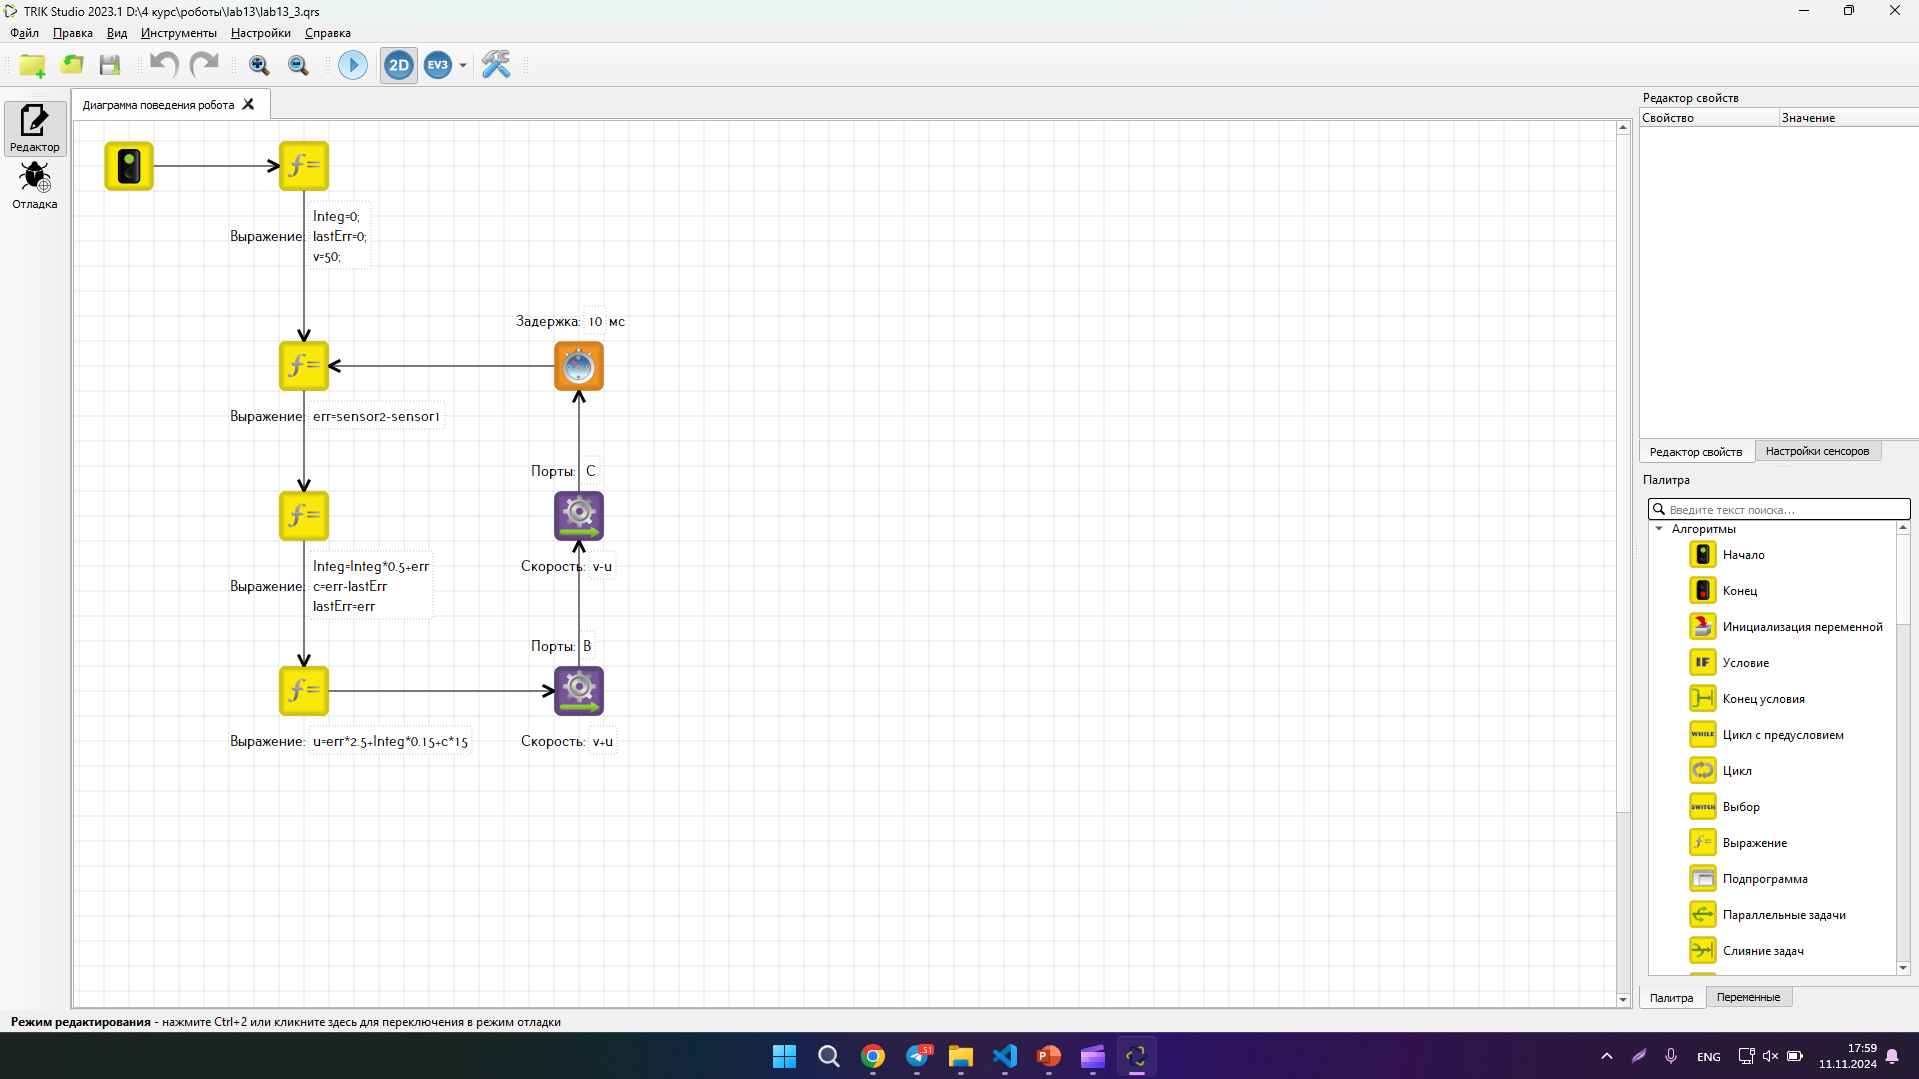 TRIK Studio 2023.1 D:\4 курс\роботы\lab13\lab13_3.qrs
Файл Правка Вид Инструменты Настройки Справка
2D EV3
Диаграмма поведения робота
Редактор
Отладка
Integ=0;
Выражение: lastErr=0;
v=50;
Задержка: 10 мс
Выражение: err=sensor2-sensor1
Порты: C
Скорость: v-u
Integ=Integ*0.5+err
Выражение: c=err-lastErr
lastErr=err
Порты: B
Выражение: u=err*2.5+Integ*0.15+c*15
Скорость: v+u
Редактор свойств
Свойство Значение
Редактор свойств Настройки сенсоров
Палитра
Введите текст поиска...
Алгоритмы
Начало
Конец
Инициализация переменной
IF Условие
Конец условия
WHILE Цикл с предусловием
Цикл
SWITCH Выбор
f= Выражение
Подпрограмма
Параллельные задачи
Слияние задач
Палитра Переменные
Режим редактирования - нажмите Ctrl+2 или кликните здесь для переключения в режим отладки
51
ENG
17:59
11.11.2024